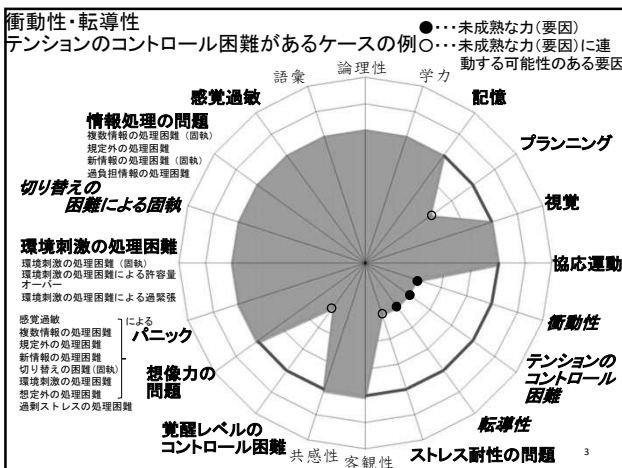 衝動性・転導性
テンションのコントロール困難があるケースの例
●・・・未成熟な力(要因)
○・・・未成熟な力(要因)に連
動する可能性のある要因
論理性
語彙
学力
感覚過敏
記憶
情報処理の問題
複数情報の処理困難（固執）
規定外の処理困難
新情報の処理困難（固執）
過負担情報の処理困難
プランニング
切り替えの
困難による固執
視覚
環境刺激の処理困難
環境刺激の処理困難（固執）
環境刺激の処理困難による許容量
オーバー
環境刺激の処理困難による過緊張
協応運動
感覚過敏
複数情報の処理困難
規定外の処理困難
新情報の処理困難
切り替えの困難(固執)
環境刺激の処理困難
想定外の処理困難
過剰ストレスの処理困難
による
パニック
衝動性
想像力の
問題
テンションの
コントロール
困難
覚醒レベルの
コントロール困難
転導性
共感性
客観性
ストレス耐性の問題
3